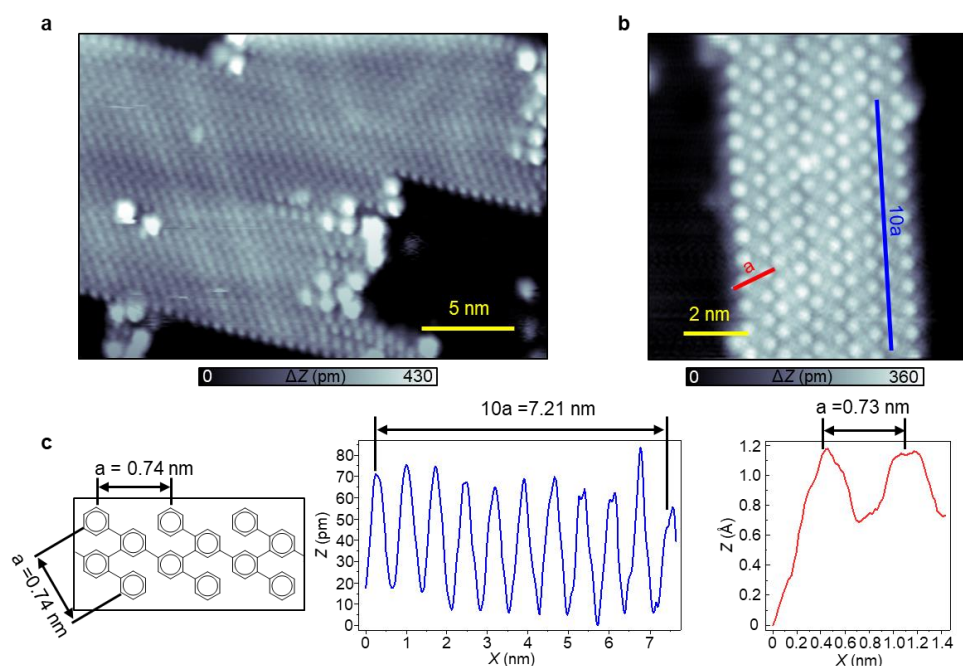 a
b
10a
a
5 nm
2 nm
0 ΔZ (pm) 430
0 ΔZ (pm) 360
c
10a =7.21 nm
a =0.73 nm
a = 0.74 nm
a =0.74 nm
Z (pm)
80
70
60
50
40
30
20
10
0
0 1 2 3 4 5 6 7
X (nm)
Z (Å)
1.2
1.0
0.8
0.6
0.4
0.2
0
0 0.2 0.4 0.6 0.8 1.0 1.2 1.4
X (nm)